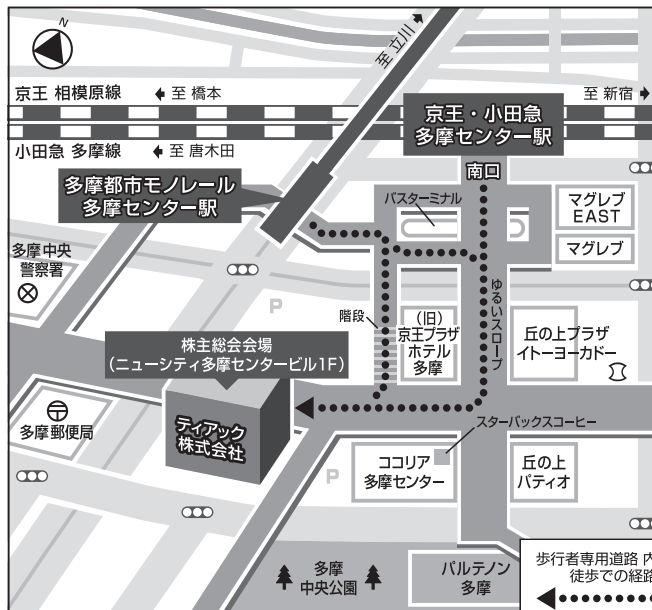 N
至 立川
京王 相模原線
至 橋本
至 新宿
京王・小田急
多摩センター駅
小田急 多摩線
至 唐木田
南口
多摩都市モノレール
多摩センター駅
バスターミナル
マグレブ
EAST
マグレブ
多摩中央
警察署
P
階段
(旧)
京王プラザ
ホテル
多摩
ゆるいスロープ
丘の上プラザ
イトーヨーカドー
株主総会会場
(ニューシティ多摩センタービル1F)
多摩郵便局
ティアック
株式会社
スターバックスコーヒー
P
ココリア
多摩センター
丘の上
パティオ
多摩
中央公園
パルテノン
多摩
歩行者専用道路 内
徒歩での経路